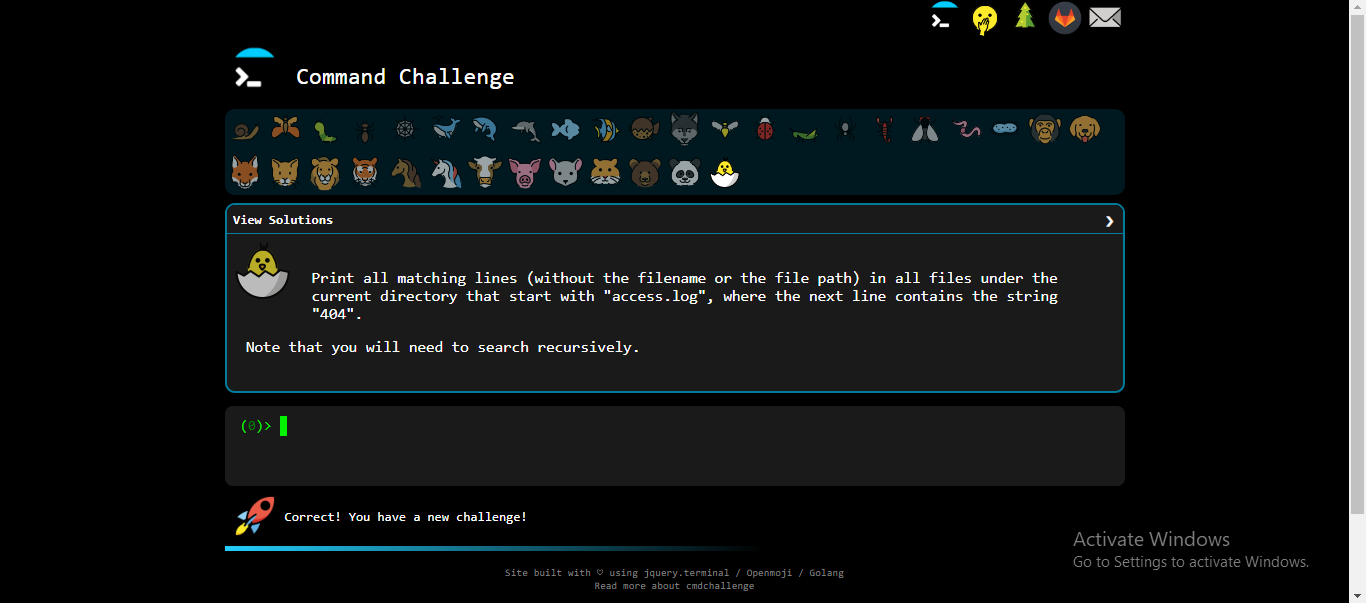 Command Challenge
View Solutions
Print all matching lines (without the filename or the file path) in all files under the
current directory that start with "access.log", where the next line contains the string
"404".
Note that you will need to search recursively.
(0)>
Correct! You have a new challenge!
Activate Windows
Go to Settings to activate Windows.
Site built with ♡ using jquery.terminal / Openmoji / Golang
Read more about cmdchallenge